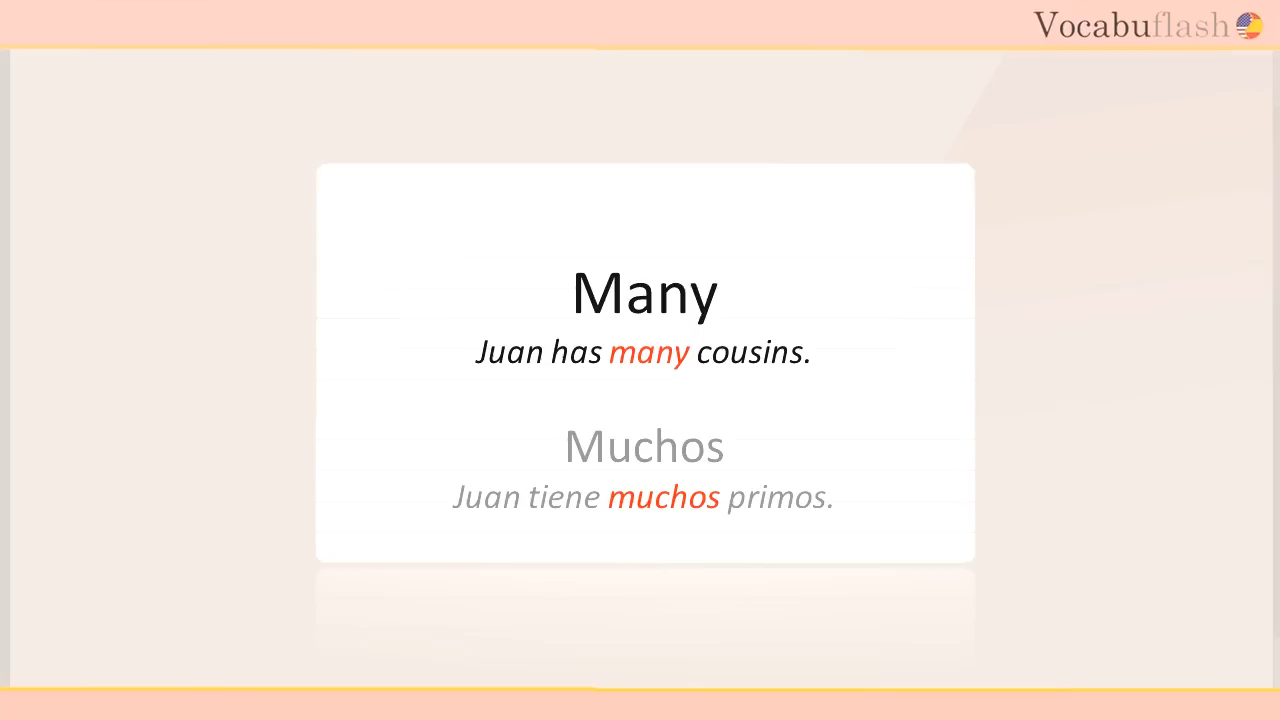 Vocabuflash
Many
Juan has many cousins.
Muchos
Juan tiene muchos primos.